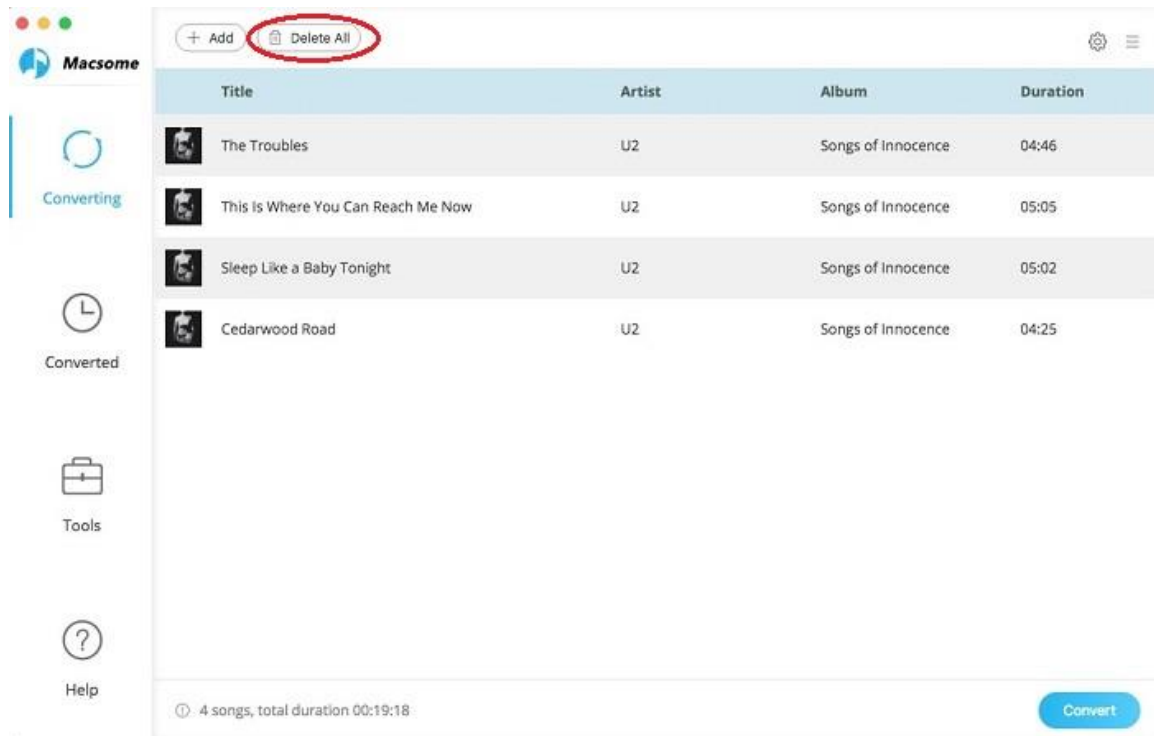 Macsome
+ Add Delete All
Title Artist Album Duration
The Troubles U2 Songs of Innocence 04:46
Converting
This Is Where You Can Reach Me Now U2 Songs of Innocence 05:05
Sleep Like a Baby Tonight U2 Songs of Innocence 05:02
Cedarwood Road U2 Songs of Innocence 04:25
Converted
Tools
Help
4 songs, total duration 00:19:18
Convert